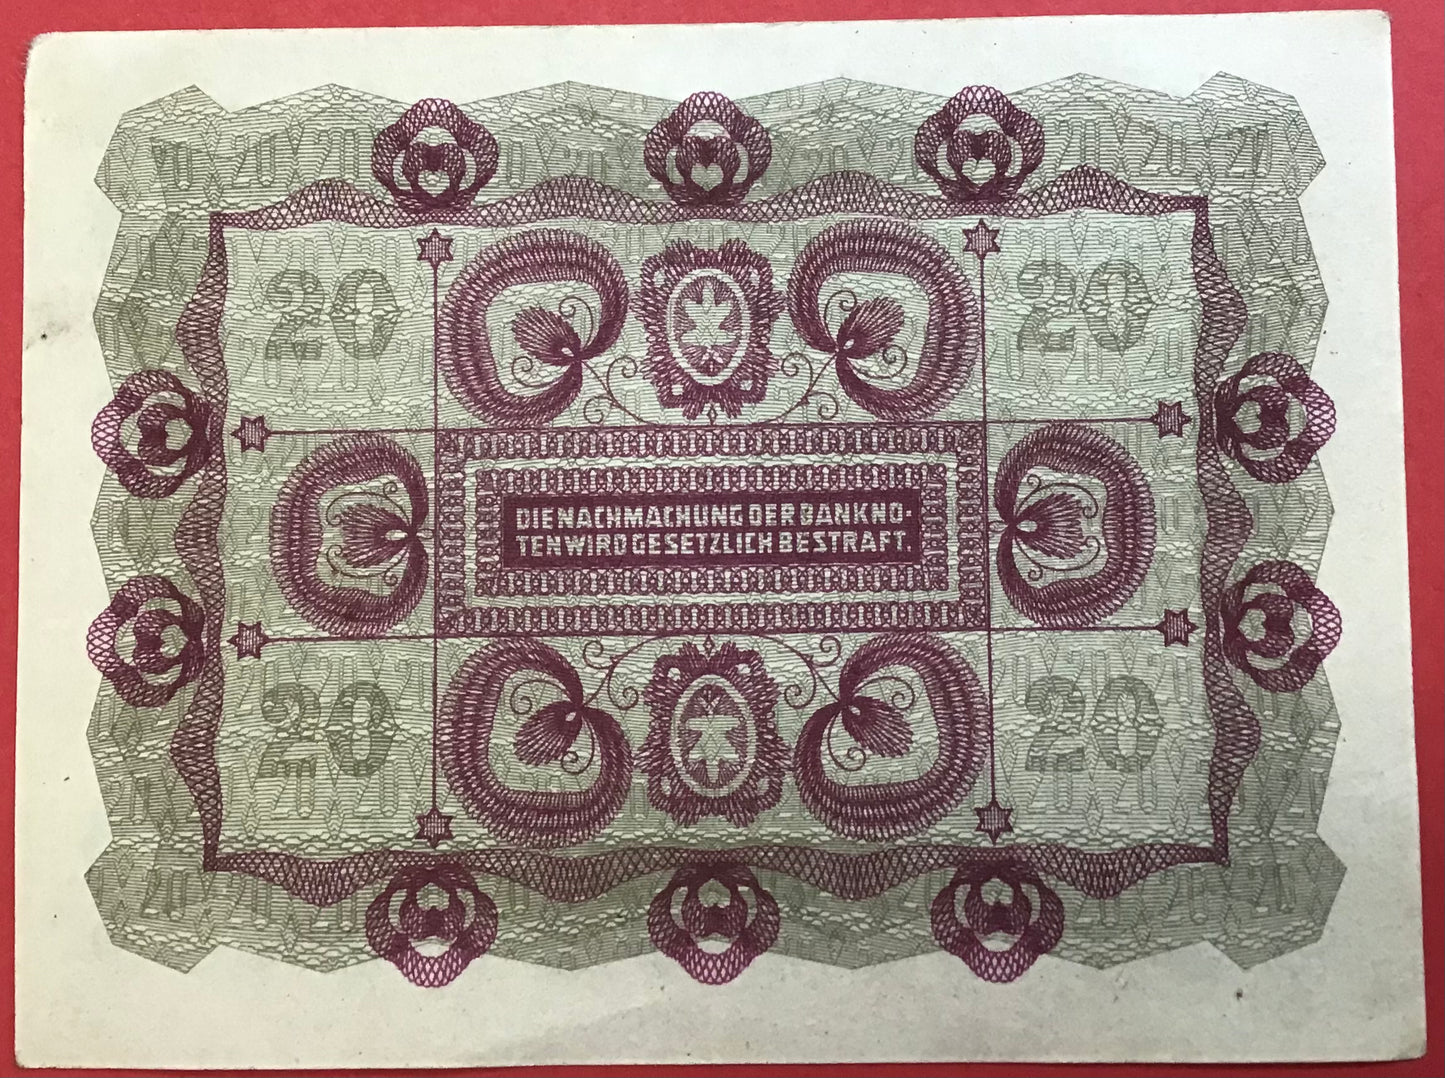 20 20
DIE NACHMACHUNG DER BANKNO-
TEN WIRD GESETZLICH BESTRAFT.
20 20